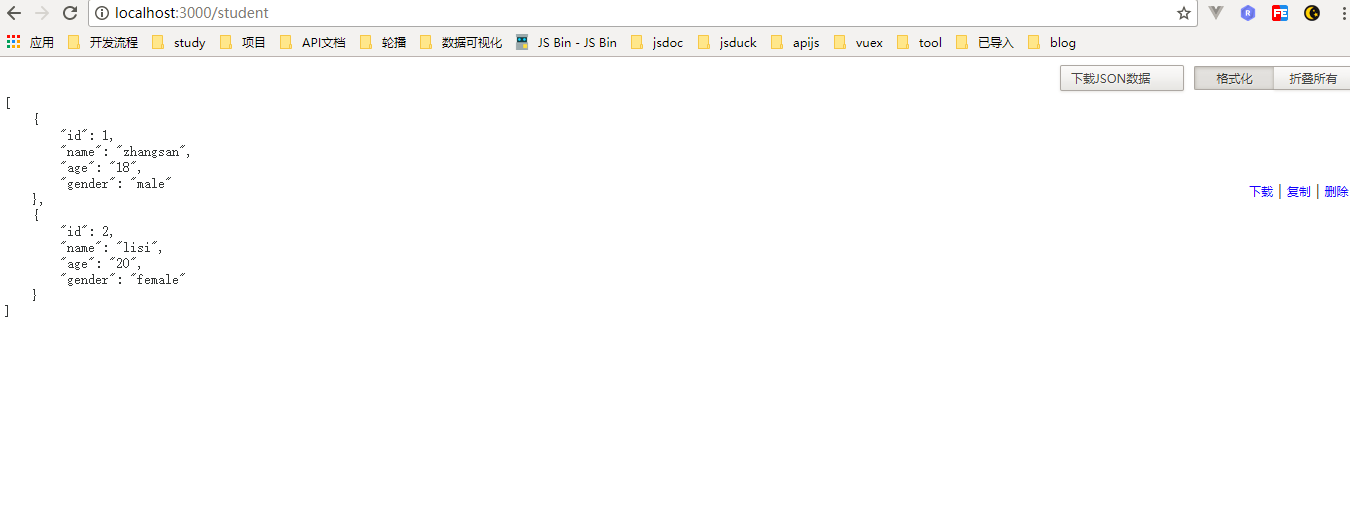 localhost:3000/student
应用 开发流程 study 项目 API文档 轮播 数据可视化 JS Bin - JS Bin jsdoc jsduck apijs vuex tool 已导入 blog
下载JSON数据 格式化 折叠所有
[
{
"id": 1,
"name": "zhangsan",
"age": "18",
"gender": "male"
下载 | 复制 | 删除
},
{
"id": 2,
"name": "lisi",
"age": "20",
"gender": "female"
}
]